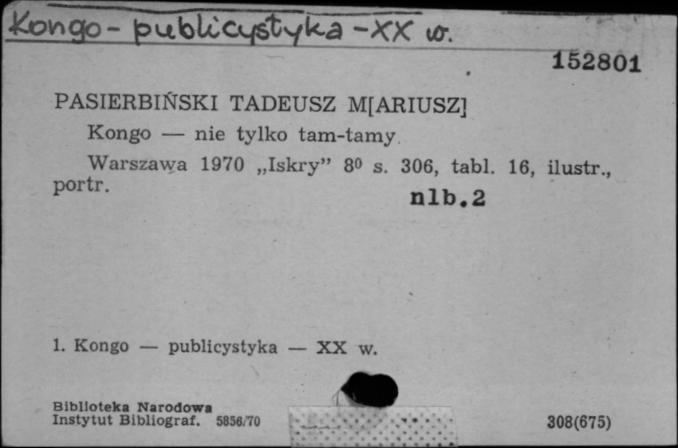 Kongo - publicystyka - XX w.
152801
PASIERBIŃSKI TADEUSZ M[ARIUSZ]
Kongo — nie tylko tam-tamy
Warszawa 1970 „Iskry” 8⁰ s. 306, tabl. 16, ilustr.,
portr.
nlb.2
1. Kongo — publicystyka — XX w.
Biblioteka Narodowa
Instytut Bibliograf. 5856/70
308(675)